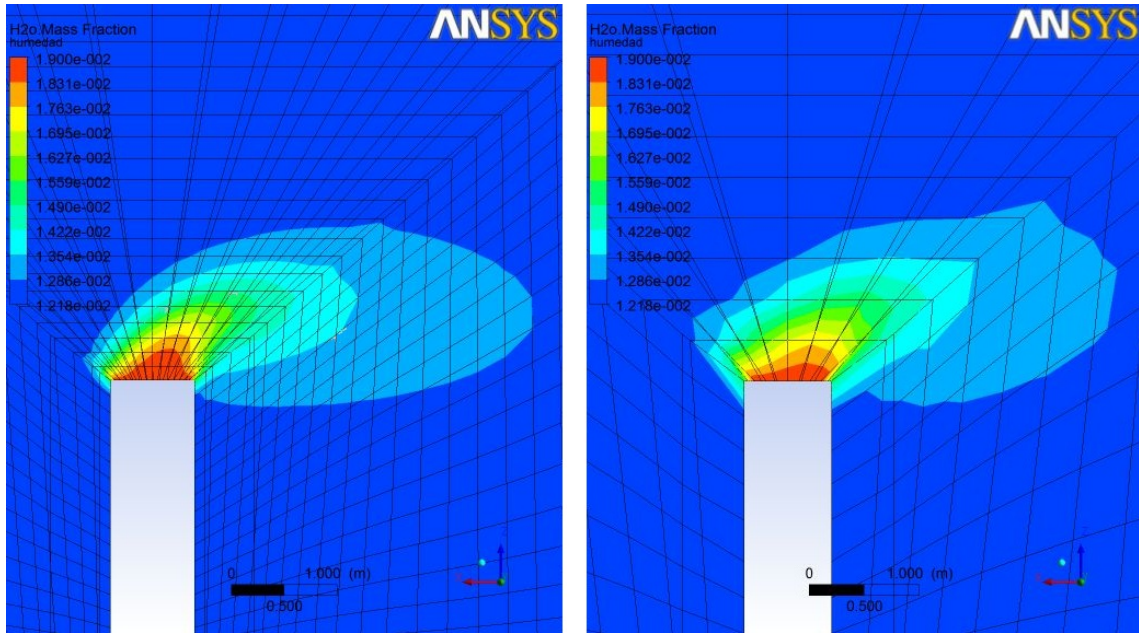 ANSYS
H2o.Mass Fraction
humedad
1.900e-002
1.831e-002
1.763e-002
1.695e-002
1.627e-002
1.559e-002
1.490e-002
1.422e-002
1.354e-002
1.286e-002
1.218e-002
0 1.000 (m)
0.500
ANSYS
H2o.Mass Fraction
humedad
1.900e-002
1.831e-002
1.763e-002
1.695e-002
1.627e-002
1.559e-002
1.490e-002
1.422e-002
1.354e-002
1.286e-002
1.218e-002
0 1.000 (m)
0.500